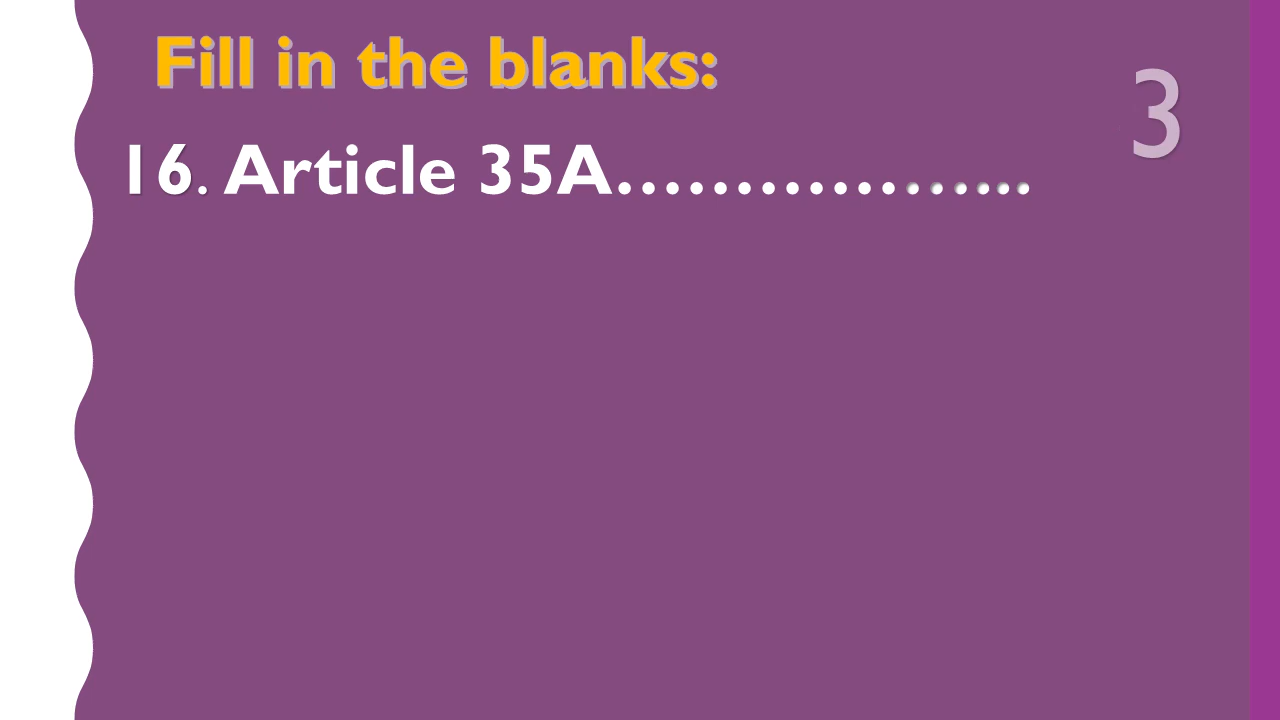 Fill in the blanks:
3
16. Article 35A………………..